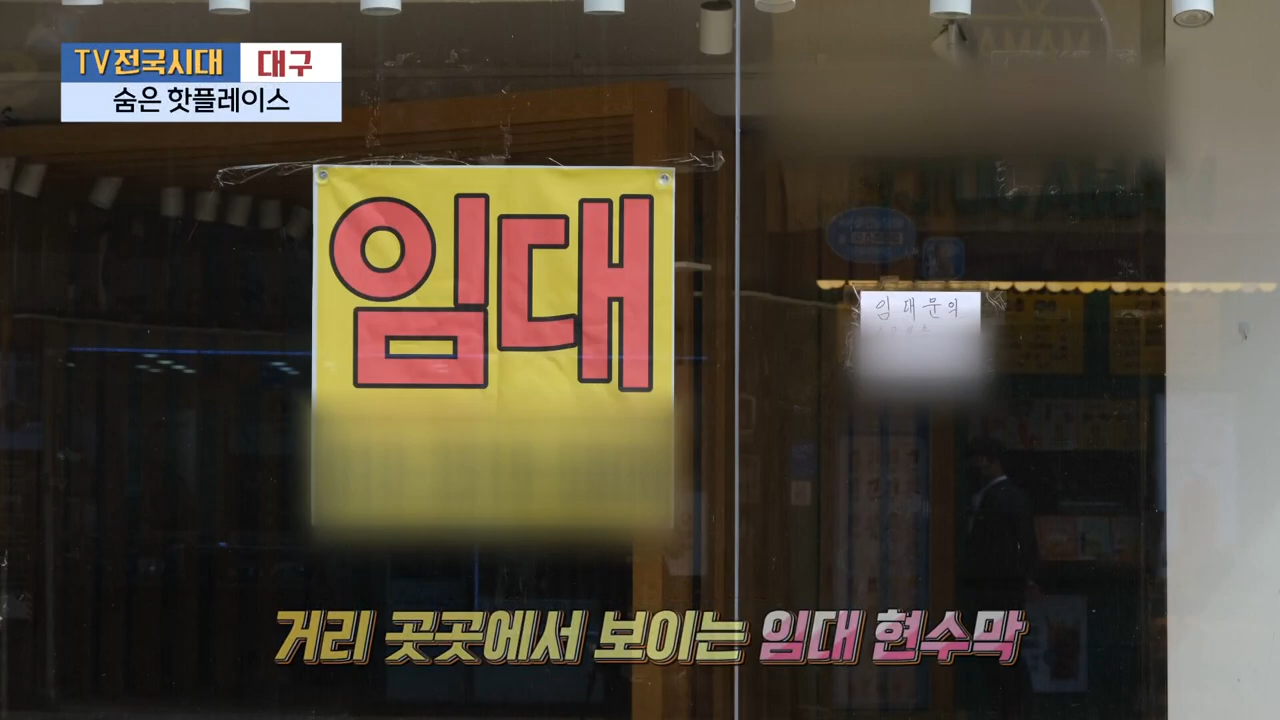 TV전국시대 대구
숨은 핫플레이스
임대
임대문의
거리 곳곳에서 보이는 임대 현수막